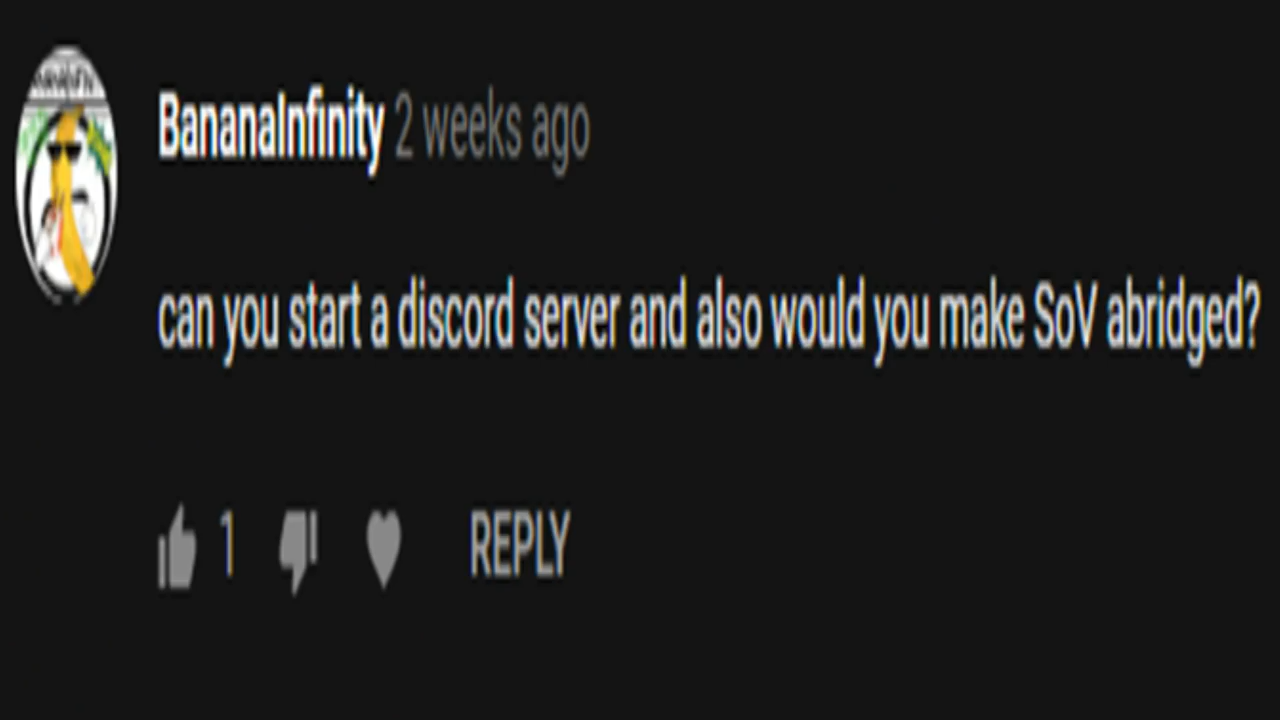 BananaInfinity 2 weeks ago
can you start a discord server and also would you make SoV abridged?
1 REPLY